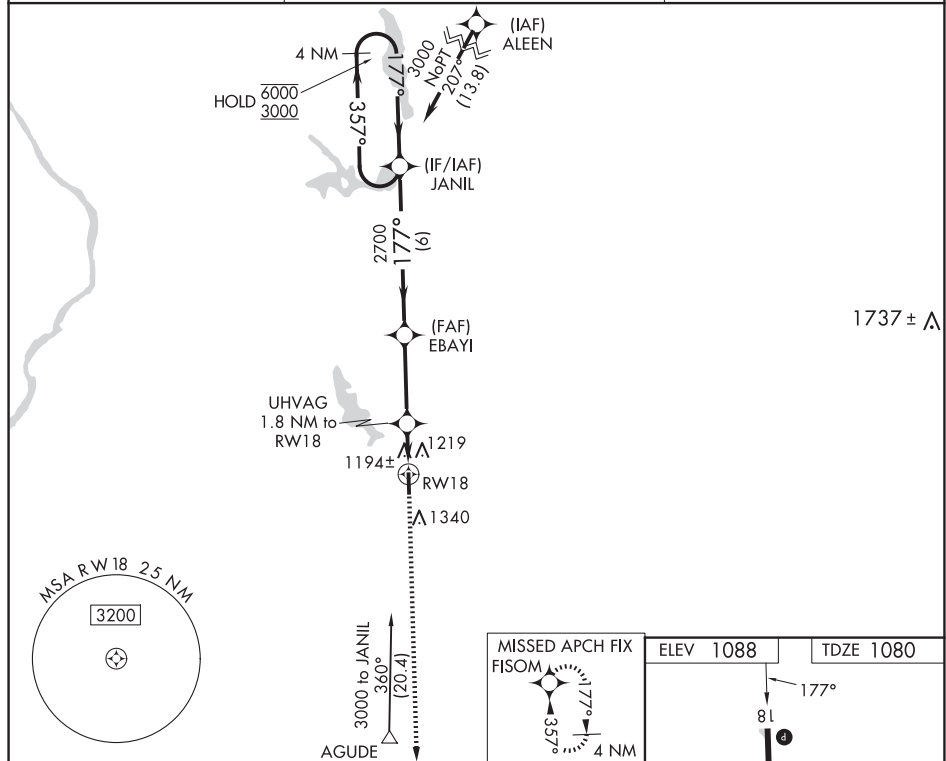 (IAF)
ALEEN
3000
NoPT
207°
(13.8)
4 NM
177°
HOLD 6000
3000
357°
(IF/IAF)
JANIL
2700
177°
(6)
(FAF)
EBAYI
1737 ±
UHVAG
1.8 NM to
RW18
1219
1194±
RW18
1340
MSA RW18 25 NM
3200
3000 to JANIL
360°
(20.4)
AGUDE
MISSED APCH FIX
FISOM
177°
357°
4 NM
ELEV 1088
TDZE 1080
177°
18
P